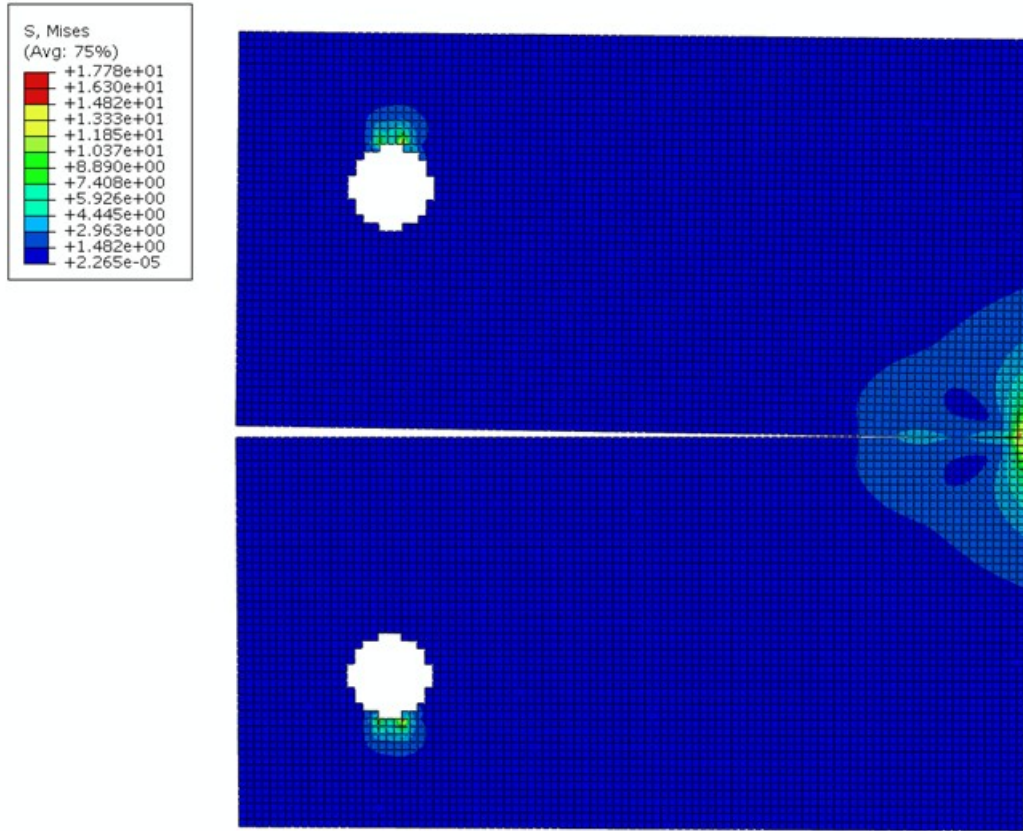 S, Mises
(Avg: 75%)
+1.778e+01
+1.630e+01
+1.482e+01
+1.333e+01
+1.185e+01
+1.037e+01
+8.890e+00
+7.408e+00
+5.926e+00
+4.445e+00
+2.963e+00
+1.482e+00
+2.265e-05